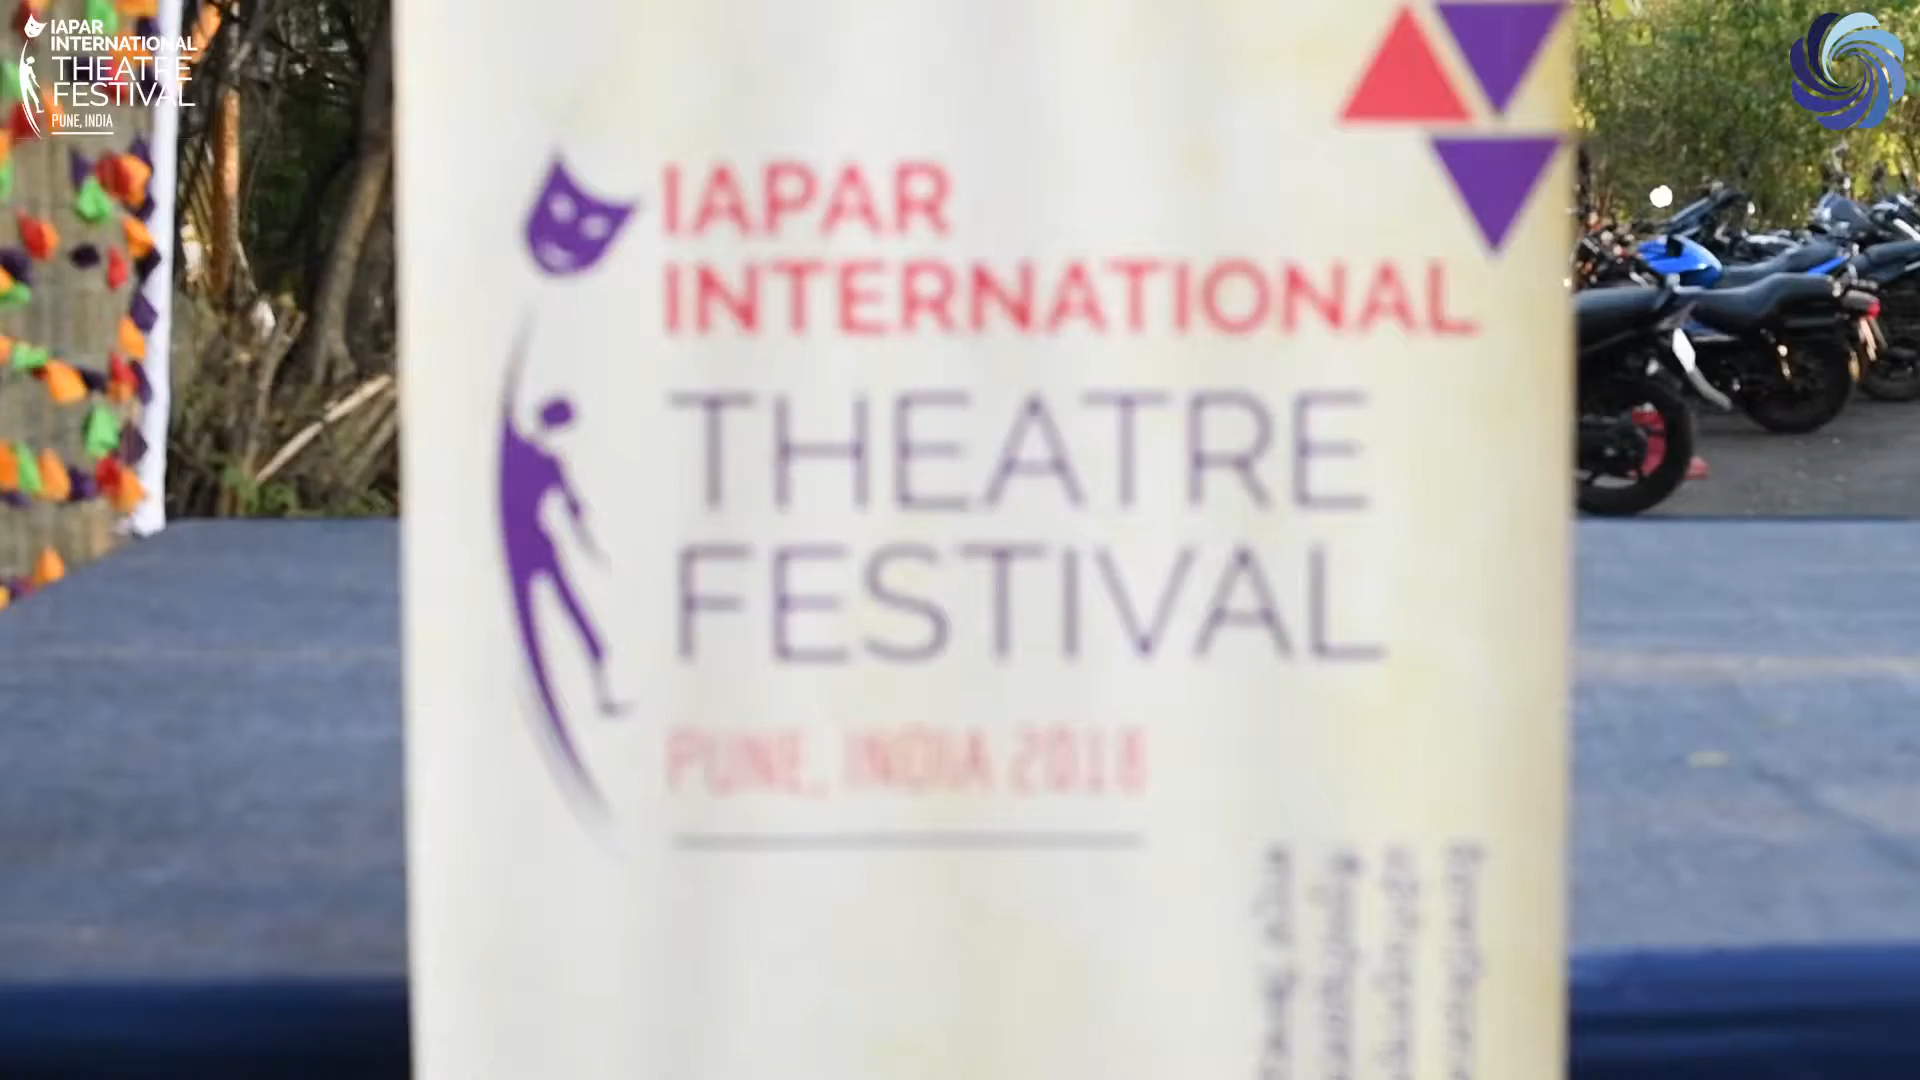 IAPAR
INTERNATIONAL
THEATRE
FESTIVAL
PUNE, INDIA
IAPAR
INTERNATIONAL
THEATRE
FESTIVAL
PUNE, INDIA 2018